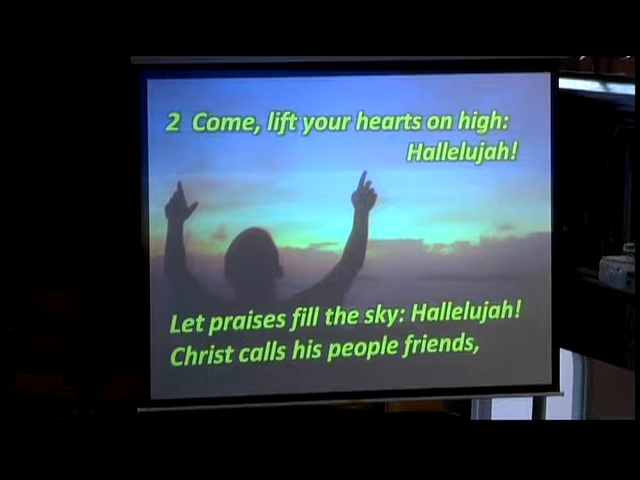 2 Come, lift your hearts on high:
Hallelujah!
Let praises fill the sky: Hallelujah!
Christ calls his people friends,